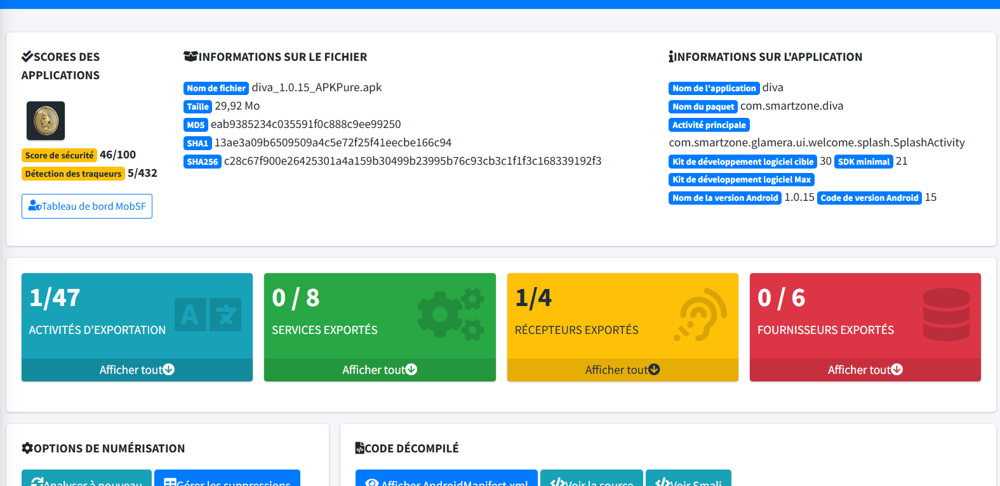 SCORES DES
APPLICATIONS
Score de sécurité 46/100
Détection des traqueurs 5/432
Tableau de bord MobSF
INFORMATIONS SUR LE FICHIER
Nom de fichier diva_1.0.15_APKPure.apk
Taille 29,92 Mo
MD5 eab9385234c035591f0c888c9ee99250
SHA1 13ae3a09b6509509a4c5e72f25f41eecbe166c94
SHA256 c28c67f900e26425301a4a159b30499b23995b76c93cb3c1f1f3c168339192f3
INFORMATIONS SUR L'APPLICATION
Nom de l'application diva
Nom du paquet com.smartzone.diva
Activité principale
com.smartzone.glamera.ui.welcome.splash.SplashActivity
Kit de développement logiciel cible 30 SDK minimal 21
Kit de développement logiciel Max
Nom de la version Android 1.0.15 Code de version Android 15
1/47
ACTIVITÉS D'EXPORTATION
Afficher tout
0 / 8
SERVICES EXPORTÉS
Afficher tout
1/4
RÉCEPTEURS EXPORTÉS
Afficher tout
0 / 6
FOURNISSEURS EXPORTÉS
Afficher tout
OPTIONS DE NUMÉRISATION
Analyser à nouveau Gérer les suppressions
CODE DÉCOMPILÉ
Afficher AndroidManifest.xml Voir la source Voir Smali